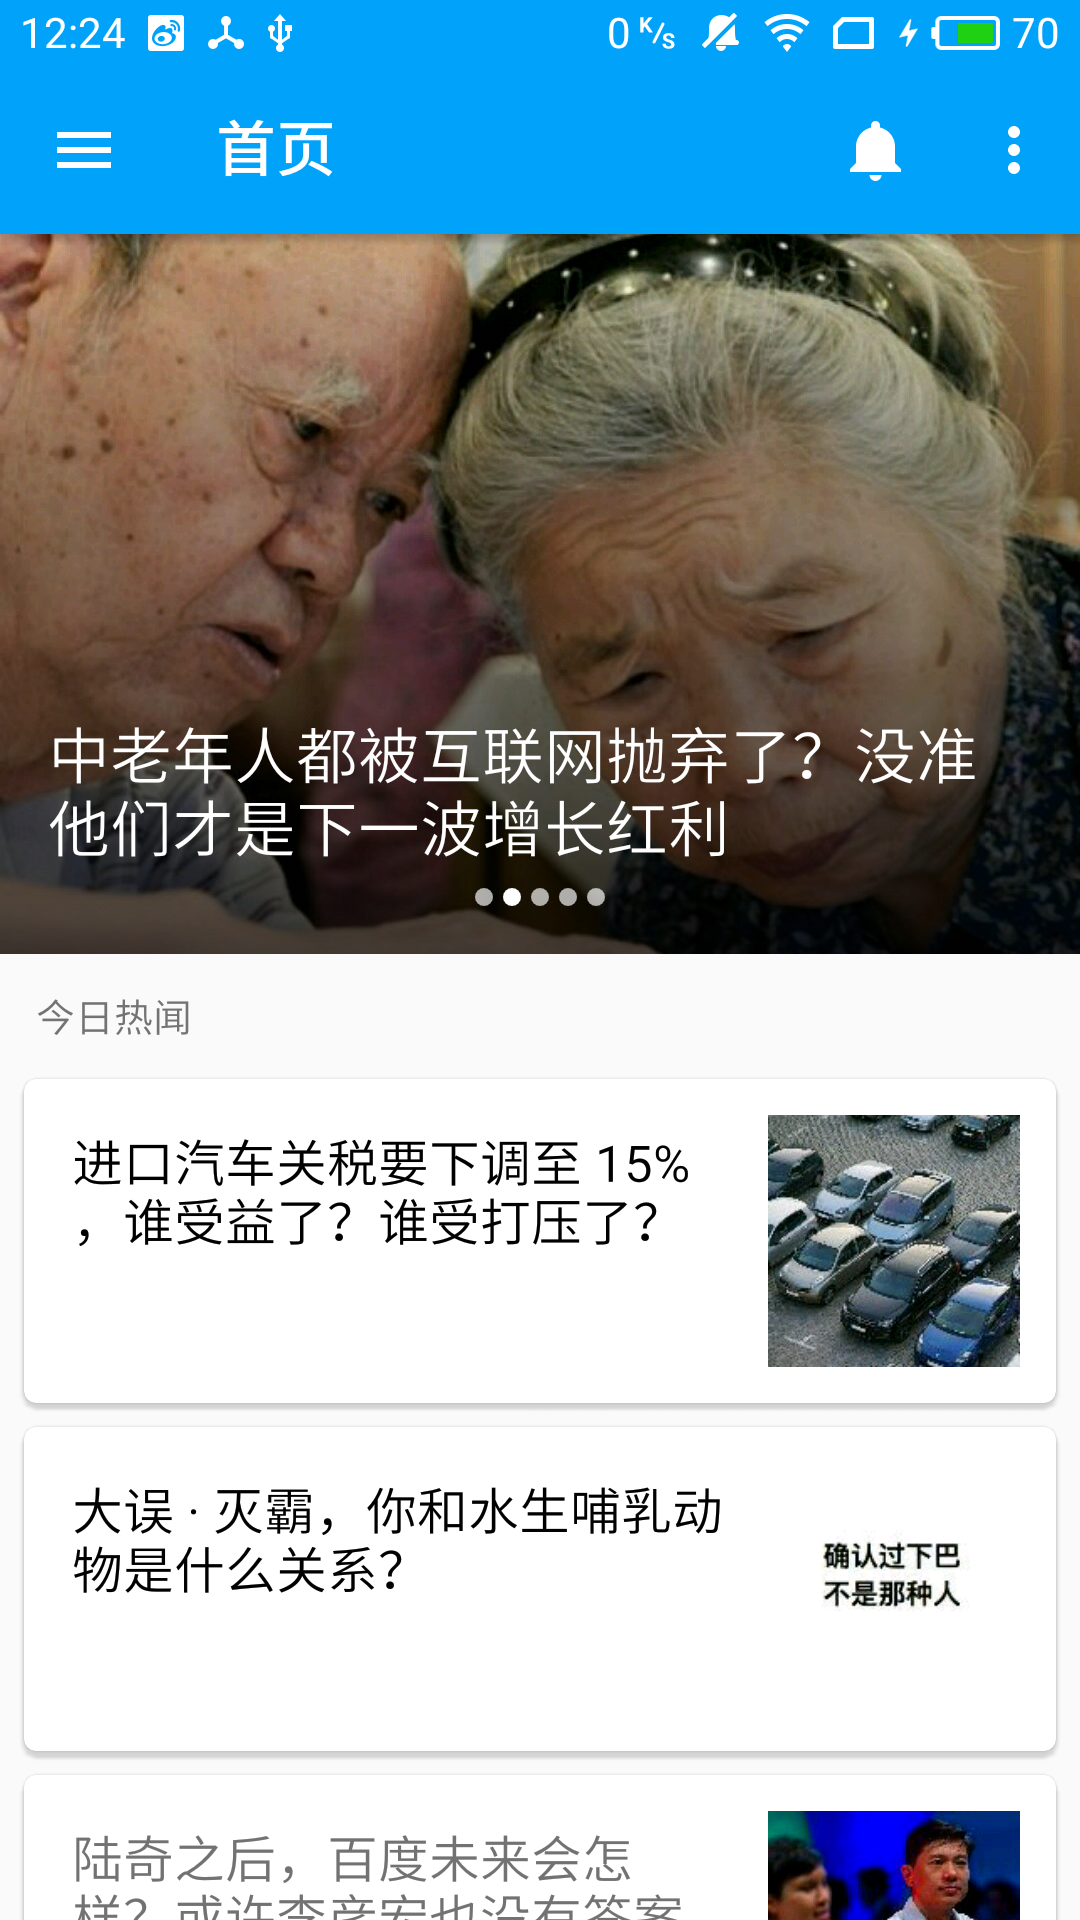 12:24
0 K/s
70
首页
中老年人都被互联网抛弃了？没准
他们才是下一波增长红利
今日热闻
进口汽车关税要下调至 15%
，谁受益了？谁受打压了？
大误 · 灭霸，你和水生哺乳动
物是什么关系？
确认过下巴
不是那种人
陆奇之后，百度未来会怎
样？或许李彦宏也没有答案